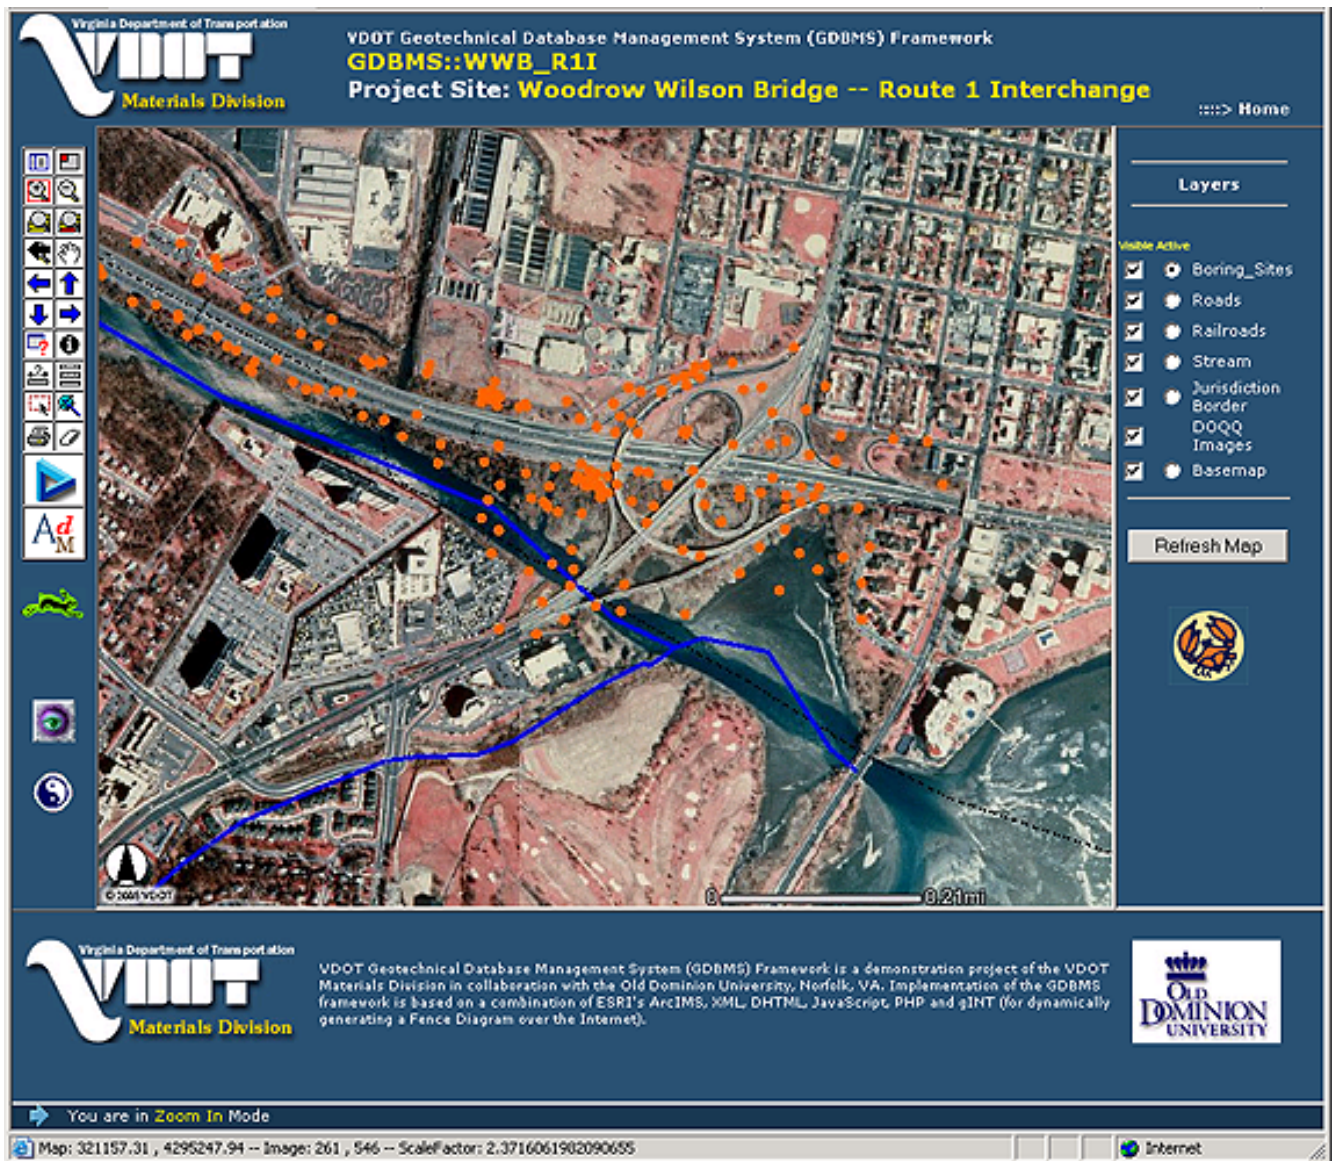 Virginia Department of Transportation
VDOT
Materials Division
VDOT Geotechnical Database Management System (GDBMS) Framework
GDBMS::WWB_R1I
Project Site: Woodrow Wilson Bridge -- Route 1 Interchange
::::> Home
Layers
Visible Active
Boring_Sites
Roads
Railroads
Stream
Jurisdiction
Border
DOQQ
Images
Basemap
Refresh Map
AdM
0 0.21mi
Virginia Department of Transportation
VDOT
Materials Division
VDOT Geotechnical Database Management System (GDBMS) Framework is a demonstration project of the VDOT
Materials Division in collaboration with the Old Dominion University, Norfolk, VA. Implementation of the GDBMS
framework is based on a combination of ESRI's ArcIMS, XML, DHTML, JavaScript, PHP and gINT (for dynamically
generating a Fence Diagram over the Internet).
OLD
DOMINION
UNIVERSITY
You are in Zoom In Mode
Map: 321157.31 , 4295247.94 -- Image: 261 , 546 -- ScaleFactor: 2.3716061982090655
Internet